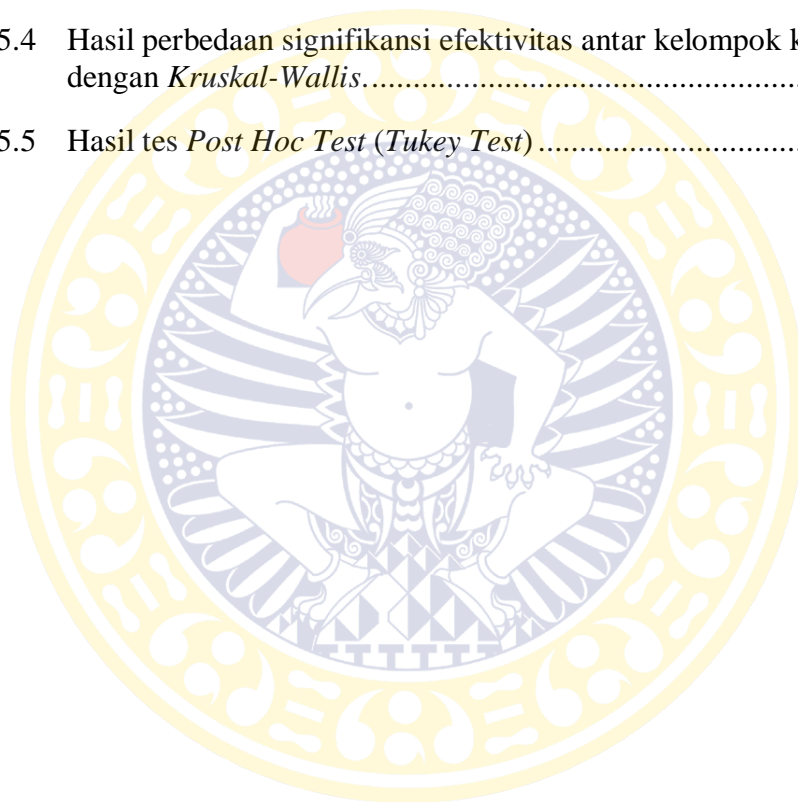 5.4 Hasil perbedaan signifikansi efektivitas antar kelompok
dengan Kruskal-Wallis.............................................................
5.5 Hasil tes Post Hoc Test (Tukey Test)..................................